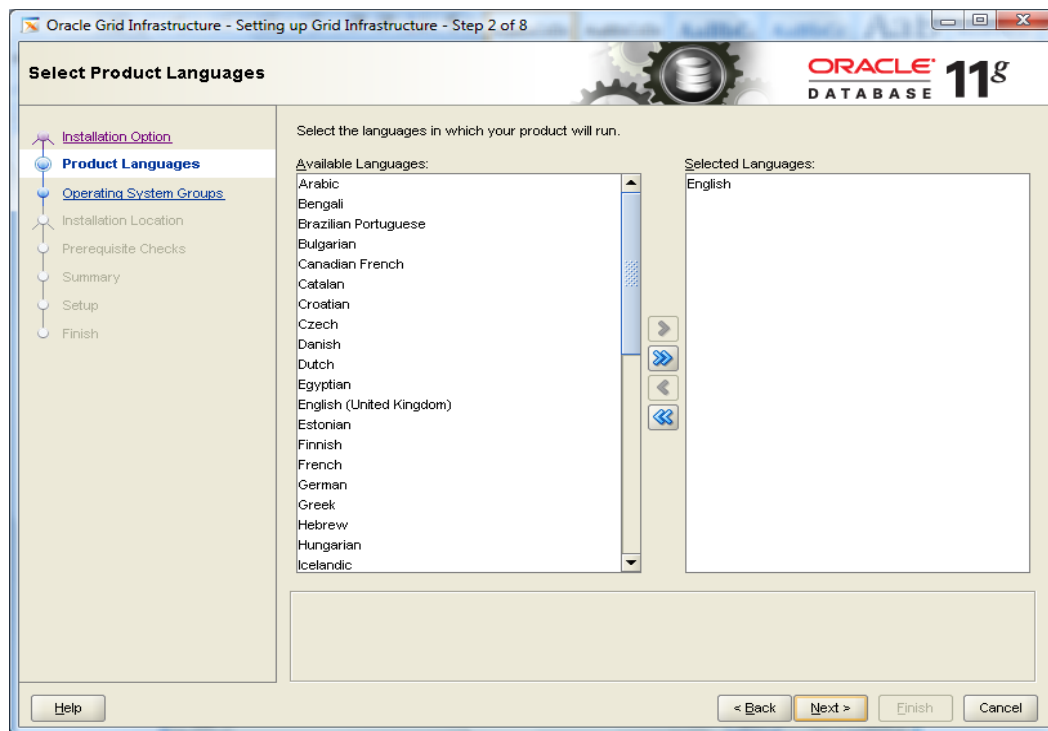 Oracle Grid Infrastructure - Setting up Grid Infrastructure - Step 2 of 8
Select Product Languages
ORACLE
DATABASE
11g
Installation Option
Product Languages
Operating System Groups
Installation Location
Prerequisite Checks
Summary
Setup
Finish
Select the languages in which your product will run.
Available Languages:
Arabic
Bengali
Brazilian Portuguese
Bulgarian
Canadian French
Catalan
Croatian
Czech
Danish
Dutch
Egyptian
English (United Kingdom)
Estonian
Finnish
French
German
Greek
Hebrew
Hungarian
Icelandic
Selected Languages:
English
Help
< Back
Next >
Finish
Cancel